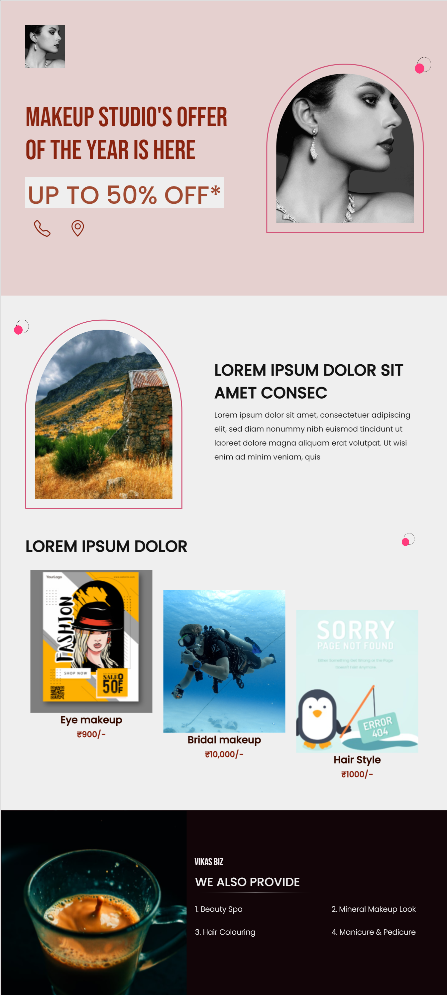 MAKEUP STUDIO'S OFFER
OF THE YEAR IS HERE
UP TO 50% OFF*
LOREM IPSUM DOLOR SIT
AMET CONSEC
Lorem ipsum dolor sit amet, consectetuer adipiscing
elit, sed diam nonummy nibh euismod tincidunt ut
laoreet dolore magna aliquam erat volutpat. Ut wisi
enim ad minim veniam, quis
LOREM IPSUM DOLOR
FASHION
SHOP NOW
SALE
50%
Eye makeup
₹900/-
Bridal makeup
₹10,000/-
SORRY
PAGE NOT FOUND
ERROR
404
Hair Style
₹1000/-
VIKAS BIZ
WE ALSO PROVIDE
1. Beauty Spa
2. Mineral Makeup Look
3. Hair Colouring
4. Manicure & Pedicure